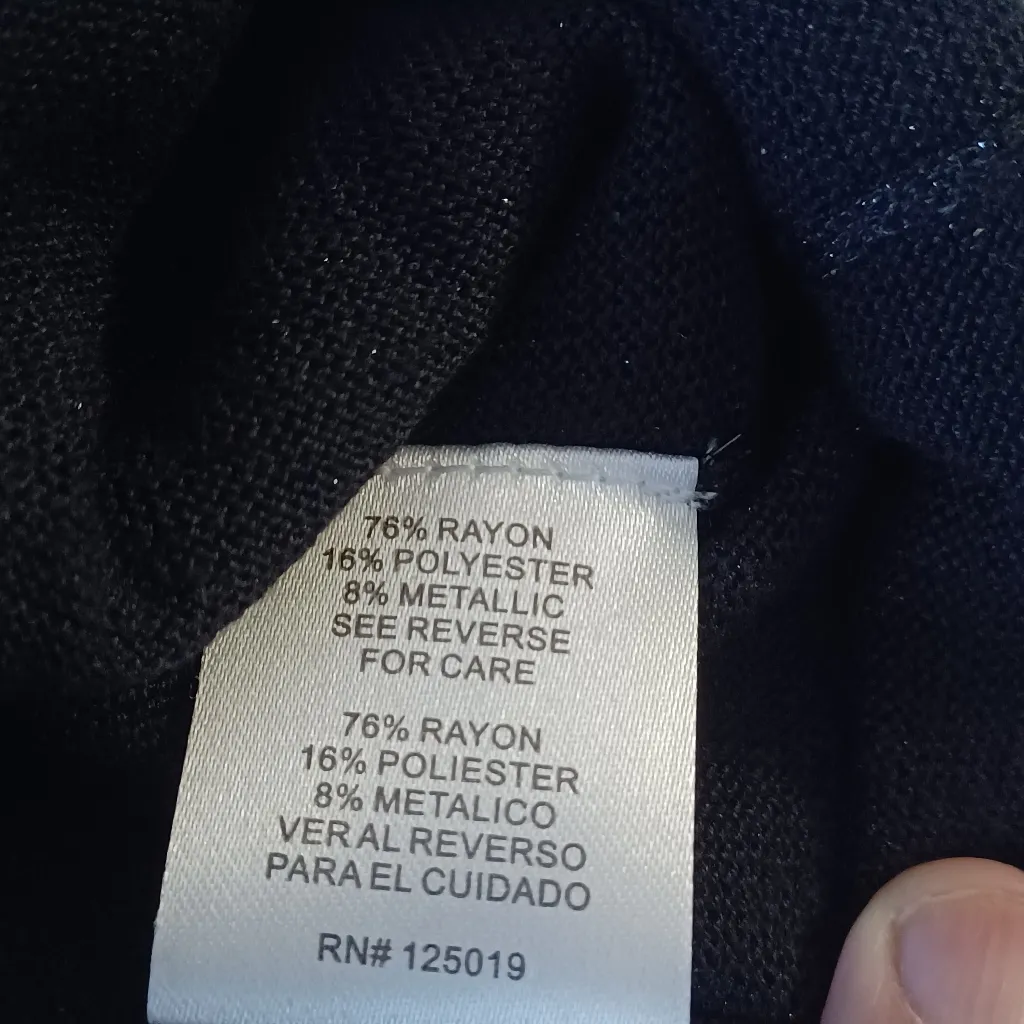 76% RAYON
16% POLYESTER
8% METALLIC
SEE REVERSE
FOR CARE
76% RAYON
16% POLIESTER
8% METALICO
VER AL REVERSO
PARA EL CUIDADO
RN# 125019